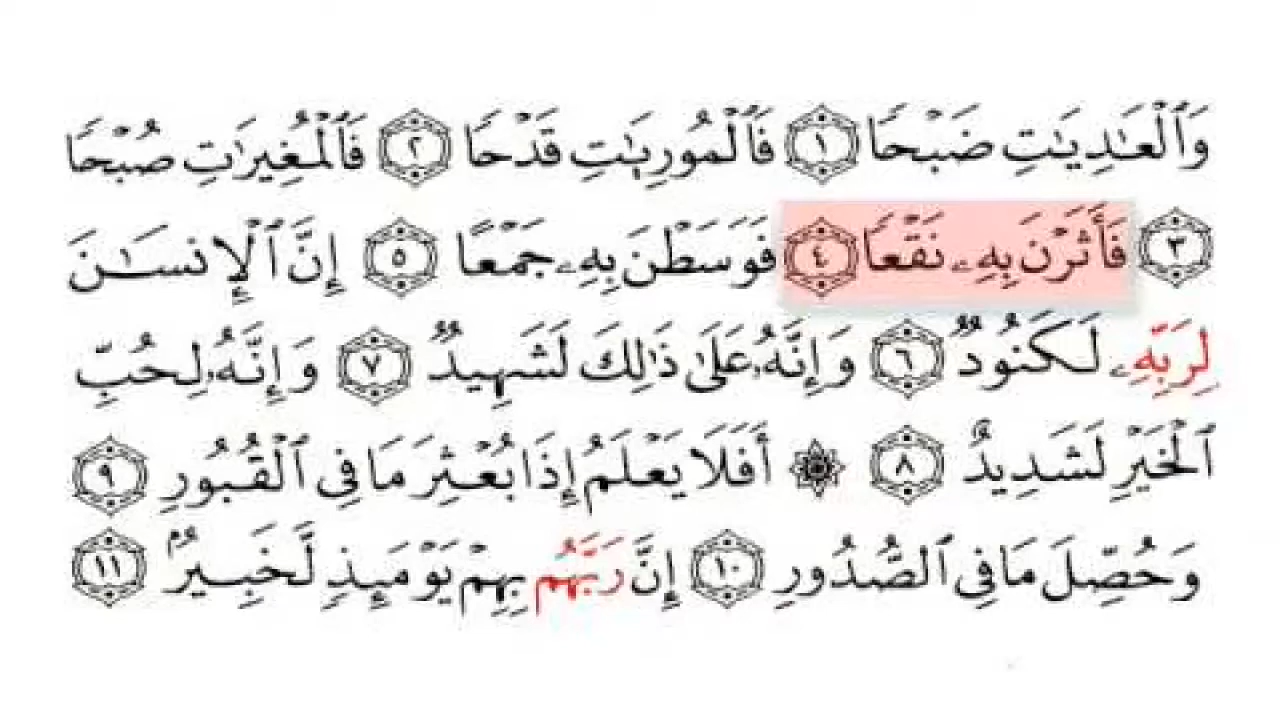 وَٱلْعَـٰدِيَـٰتِ ضَبْحًا ١ فَٱلْمُورِيَـٰتِ قَدْحًا ٢ فَٱلْمُغِيرَٰتِ صُبْحًا
٣ فَأَثَرْنَ بِهِۦ نَقْعًا ٤ فَوَسَطْنَ بِهِۦ جَمْعًا ٥ إِنَّ ٱلْإِنسَـٰنَ
لِرَبِّهِۦ لَكَنُودٌ ٦ وَإِنَّهُۥ عَلَىٰ ذَٰلِكَ لَشَهِيدٌ ٧ وَإِنَّهُۥ لِحُبِّ
ٱلْخَيْرِ لَشَدِيدٌ ٨ ۞ أَفَلَا يَعْلَمُ إِذَا بُعْثِرَ مَا فِى ٱلْقُبُورِ ٩
وَحُصِّلَ مَا فِى ٱلصُّدُورِ ١٠ إِنَّ رَبَّهُم بِهِمْ يَوْمَئِذٍ لَّخَبِيرٌۢ ١١